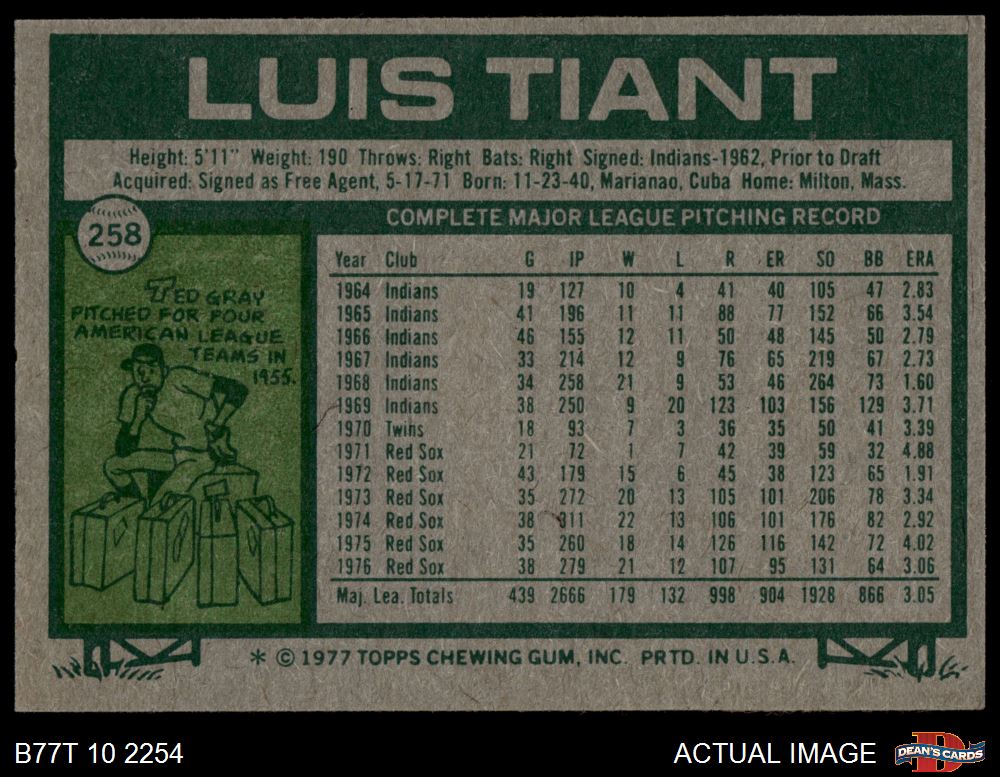 LUIS TIANT
Height: 5'11" Weight: 190 Throws: Right Bats: Right Signed: Indians-1962, Prior to Draft
Acquired: Signed as Free Agent, 5-17-71 Born: 11-23-40, Marianao, Cuba Home: Milton, Mass.
258
TED GRAY
PITCHED FOR FOUR
AMERICAN LEAGUE
TEAMS IN
1955.
COMPLETE MAJOR LEAGUE PITCHING RECORD
Year Club G IP W L R ER SO BB ERA
1964 Indians 19 127 10 4 41 40 105 47 2.83
1965 Indians 41 196 11 11 88 77 152 66 3.54
1966 Indians 46 155 12 11 50 48 145 50 2.79
1967 Indians 33 214 12 9 76 65 219 67 2.73
1968 Indians 34 258 21 9 53 46 264 73 1.60
1969 Indians 38 250 9 20 123 103 156 129 3.71
1970 Twins 18 93 7 3 36 35 50 41 3.39
1971 Red Sox 21 72 1 7 42 39 59 32 4.88
1972 Red Sox 43 179 15 6 45 38 123 65 1.91
1973 Red Sox 35 272 20 13 105 101 206 78 3.34
1974 Red Sox 38 311 22 13 106 101 176 82 2.92
1975 Red Sox 35 260 18 14 126 116 142 72 4.02
1976 Red Sox 38 279 21 12 107 95 131 64 3.06
Maj. Lea. Totals 439 2666 179 132 998 904 1928 866 3.05
* © 1977 TOPPS CHEWING GUM, INC. PRTD. IN U.S.A.
B77T 10 2254
ACTUAL IMAGE
D
DEAN'S CARDS